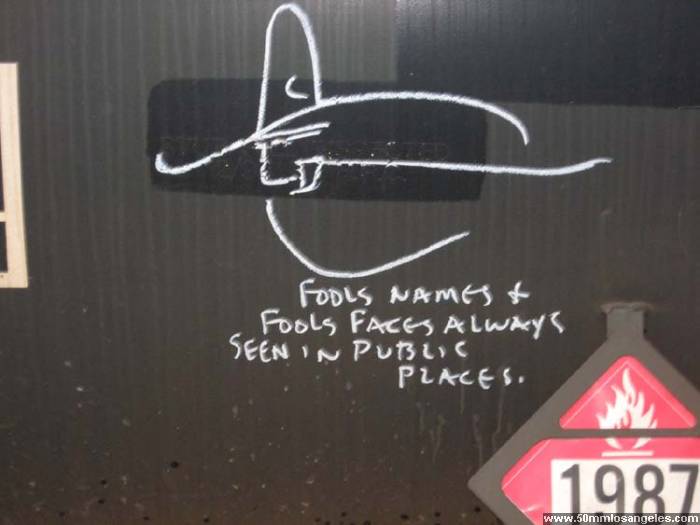 FOOLS NAMES &
FOOLS FACES ALWAYS
SEEN IN PUBLIC
PLACES.
1987
www.50mmlosangeles.com